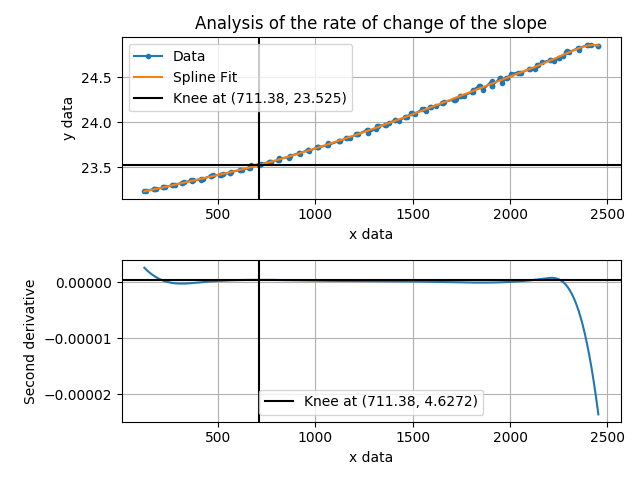 Analysis of the rate of change of the slope
Data
Spline Fit
Knee at (711.38, 23.525)
24.5
24.0
23.5
y data
500 1000 1500 2000 2500
x data
0.00000
−0.00001
−0.00002
Second derivative
Knee at (711.38, 4.6272)
500 1000 1500 2000 2500
x data